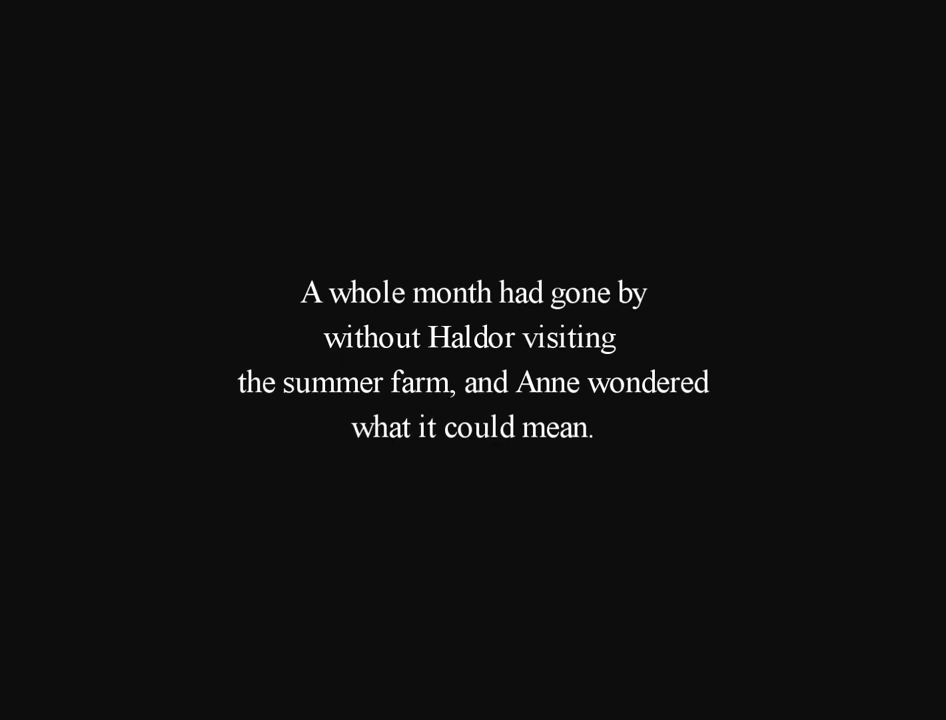 A whole month had gone by
without Haldor visiting
the summer farm, and Anne wondered
what it could mean.